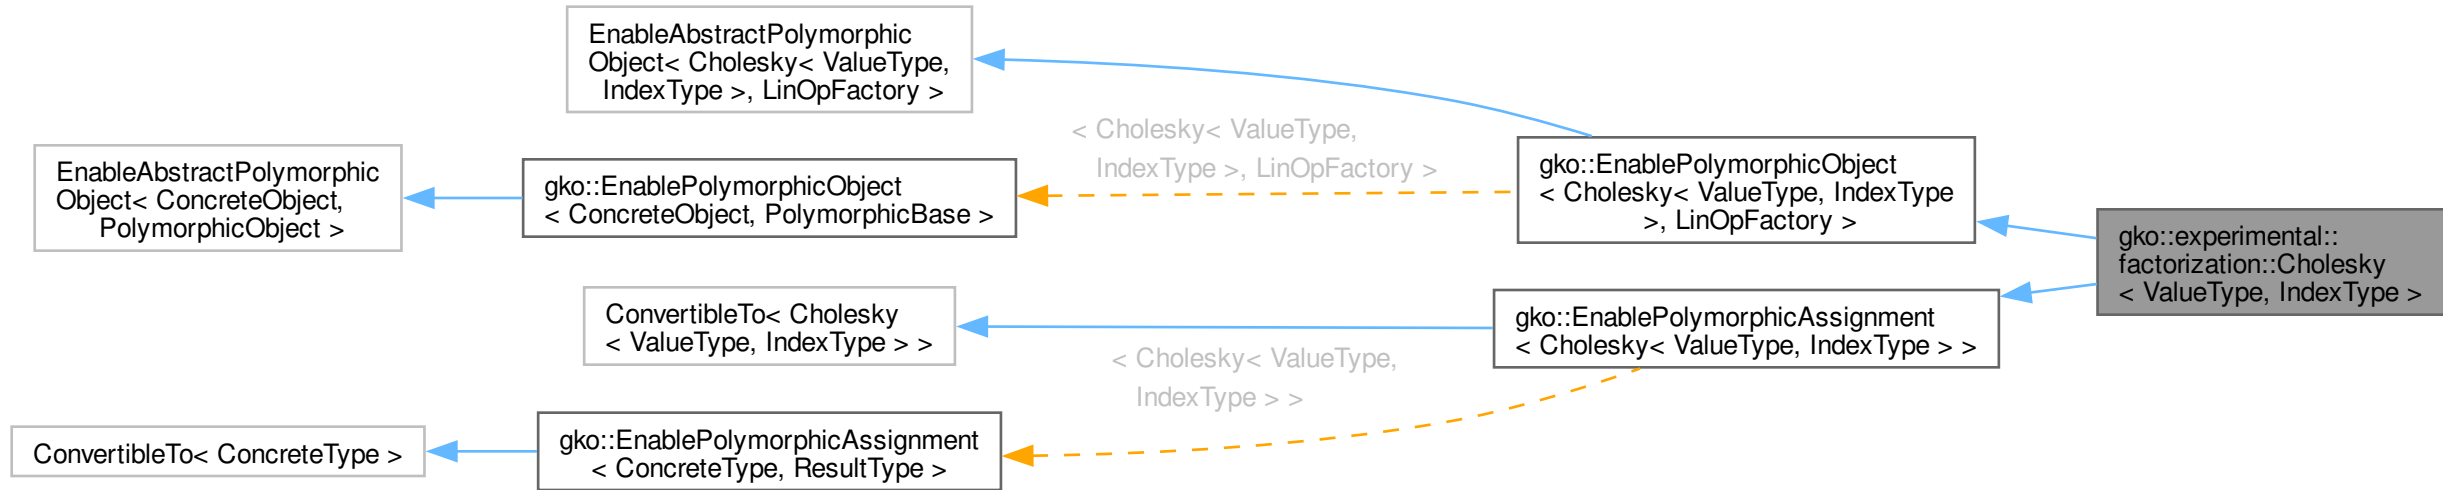 EnableAbstractPolymorphic
Object< Cholesky< ValueType,
IndexType >, LinOpFactory >
< Cholesky< ValueType,
IndexType >, LinOpFactory >
EnableAbstractPolymorphic
Object< ConcreteObject,
PolymorphicObject >
gko::EnablePolymorphicObject
< ConcreteObject, PolymorphicBase >
gko::EnablePolymorphicObject
< Cholesky< ValueType, IndexType
>, LinOpFactory >
gko::experimental::
factorization::Cholesky
< ValueType, IndexType >
ConvertibleTo< Cholesky
< ValueType, IndexType > >
gko::EnablePolymorphicAssignment
< Cholesky< ValueType, IndexType > >
< Cholesky< ValueType,
IndexType > >
ConvertibleTo< ConcreteType >
gko::EnablePolymorphicAssignment
< ConcreteType, ResultType >